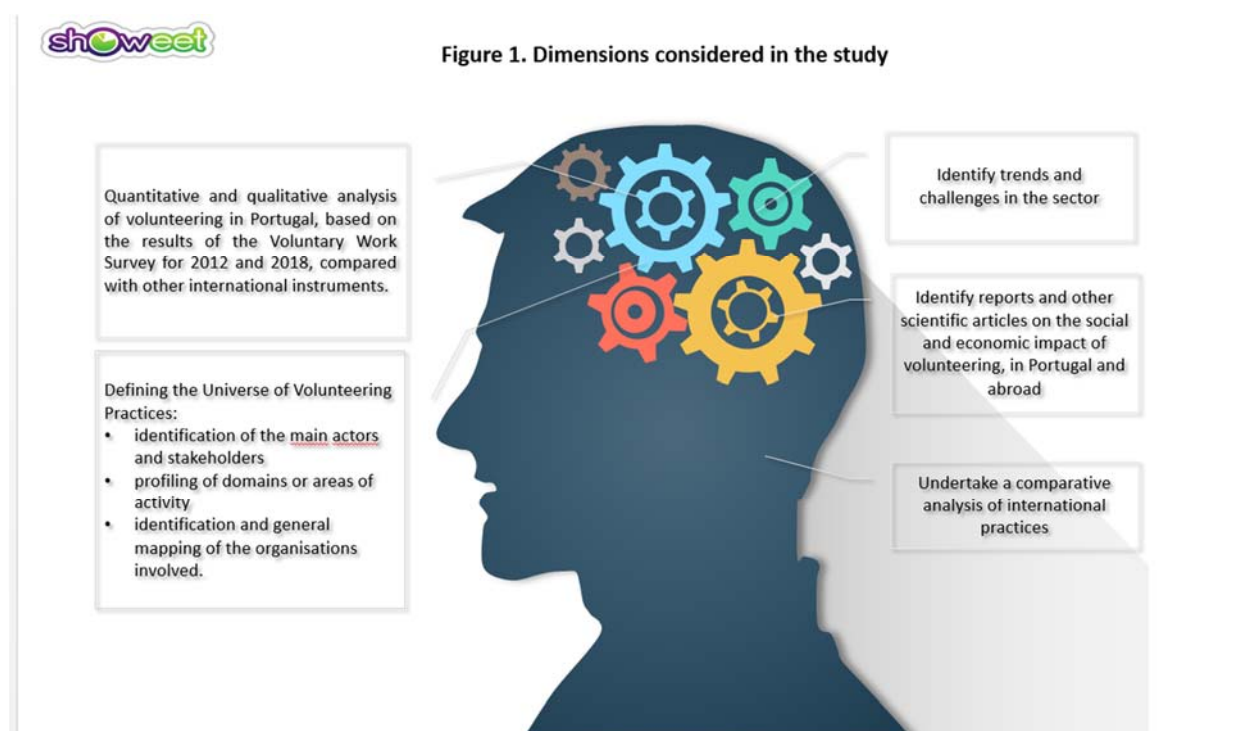 showeet
Figure 1. Dimensions considered in the study
Quantitative and qualitative analysis
of volunteering in Portugal, based on
the results of the Voluntary Work
Survey for 2012 and 2018, compared
with other international instruments.
Defining the Universe of Volunteering
Practices:
• identification of the main actors
and stakeholders
• profiling of domains or areas of
activity
• identification and general
mapping of the organisations
involved.
Identify trends and
challenges in the sector
Identify reports and other
scientific articles on the social
and economic impact of
volunteering, in Portugal and
abroad
Undertake a comparative
analysis of international
practices